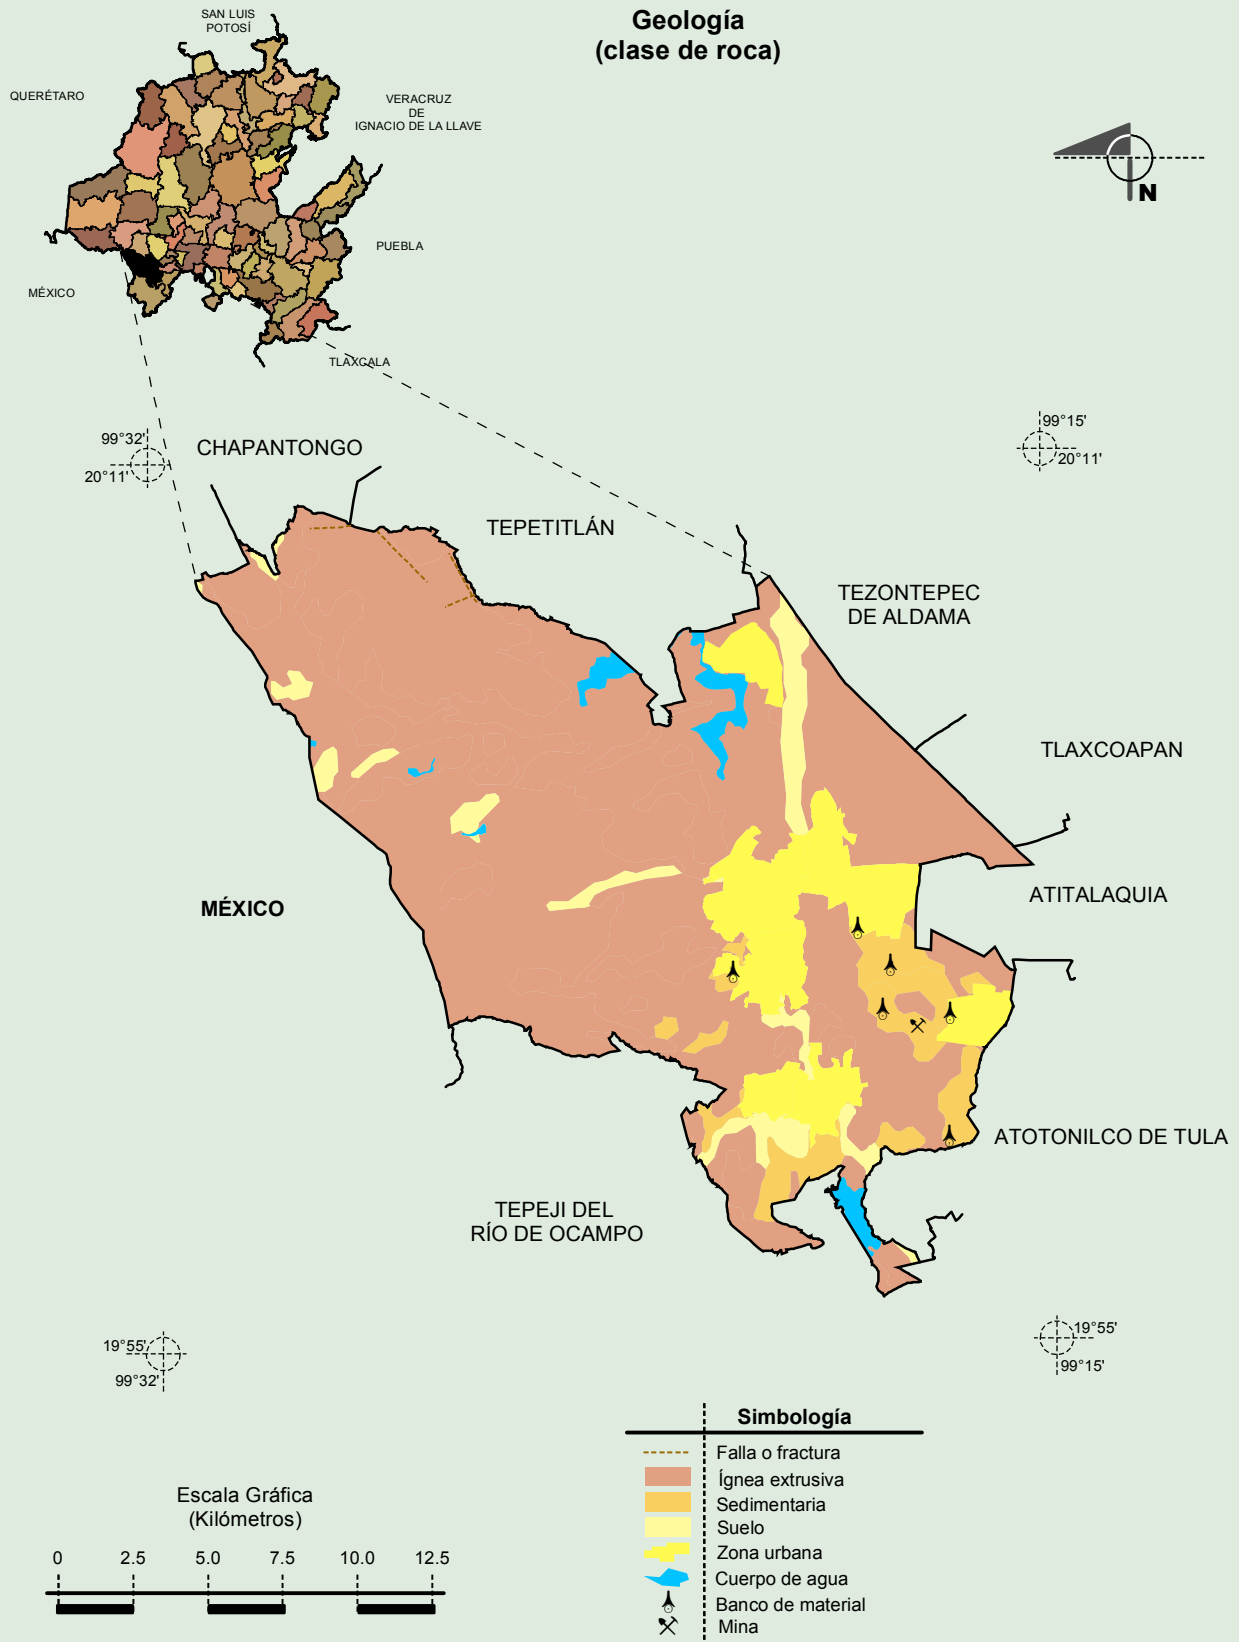 Geología
(clase de roca)
SAN LUIS
POTOSÍ
QUERÉTARO
VERACRUZ
DE
IGNACIO DE LA LLAVE
N
PUEBLA
MÉXICO
TLAXCALA
99°32'
20°11'
CHAPANTONGO
99°15'
20°11'
TEPETITLÁN
TEZONTEPEC
DE ALDAMA
TLAXCOAPAN
MÉXICO
ATITALAQUIA
ATOTONILCO DE TULA
TEPEJI DEL
RÍO DE OCAMPO
19°55'
99°32'
19°55'
99°15'
Simbología
Falla o fractura
Ígnea extrusiva
Sedimentaria
Suelo
Zona urbana
Cuerpo de agua
Banco de material
Mina
Escala Gráfica
(Kilómetros)
0 2.5 5.0 7.5 10.0 12.5